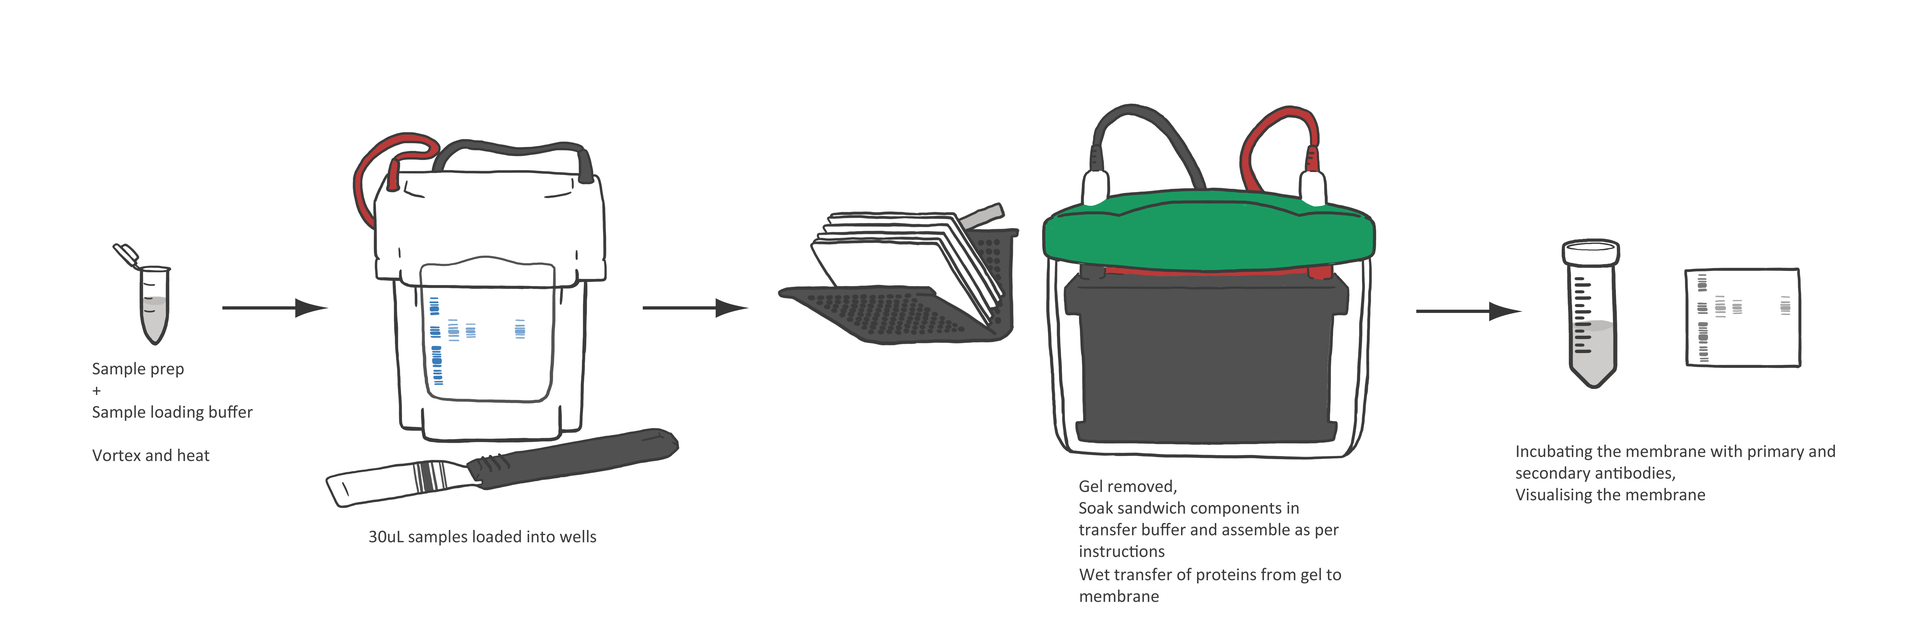 Sample prep
+
Sample loading buffer
Vortex and heat
30uL samples loaded into wells
Gel removed,
Soak sandwich components in
transfer buffer and assemble as per
instructions
Wet transfer of proteins from gel to
membrane
Incubating the membrane with primary and
secondary antibodies,
Visualising the membrane